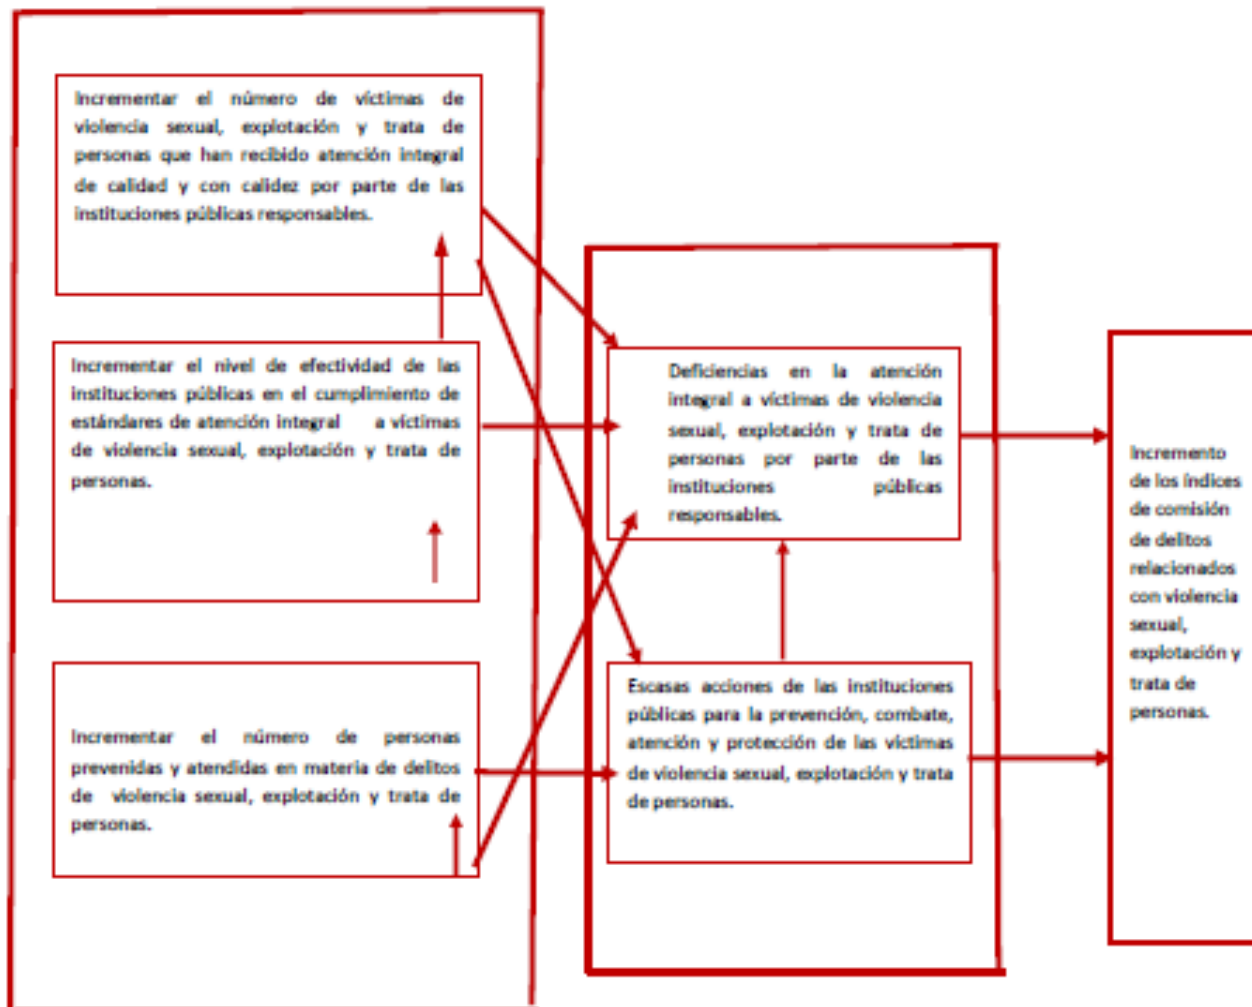 Incrementar el número de víctimas de
violencia sexual, explotación y trata de
personas que han recibido atención integral
de calidad y con calidez por parte de las
instituciones públicas responsables.
Incrementar el nivel de efectividad de las
instituciones públicas en el cumplimiento de
estándares de atención integral a víctimas
de violencia sexual, explotación y trata de
personas.
Incrementar el número de personas
prevenidas y atendidas en materia de delitos
de violencia sexual, explotación y trata de
personas.
Deficiencias en la atención
integral a víctimas de violencia
sexual, explotación y trata de
personas por parte de las
instituciones públicas
responsables.
Escasas acciones de las instituciones
públicas para la prevención, combate,
atención y protección de las víctimas
de violencia sexual, explotación y trata
de personas.
Incremento
de los índices
de comisión
de delitos
relacionados
con violencia
sexual,
explotación y
trata de
personas.